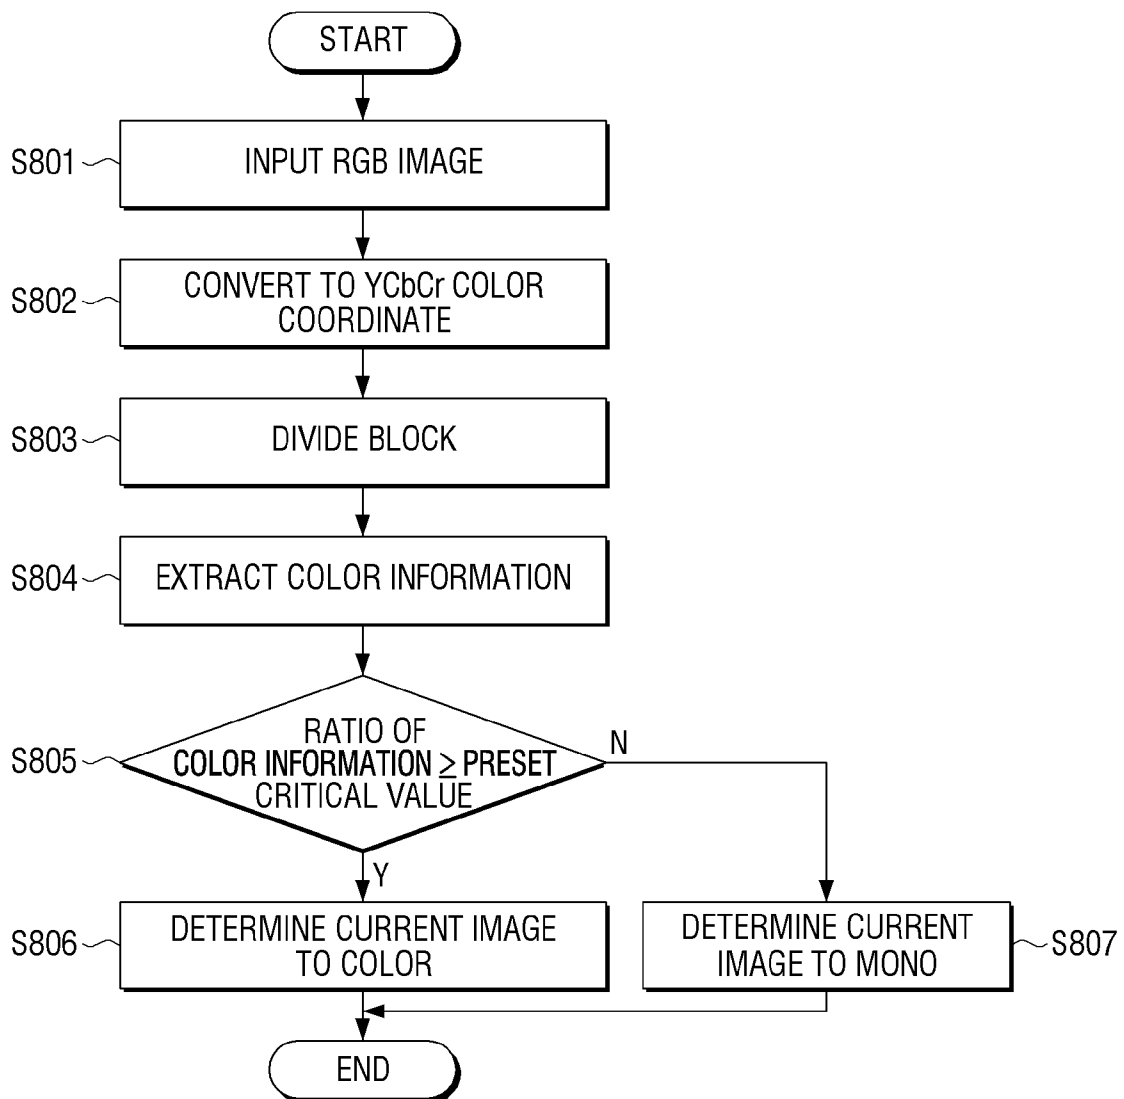 START
S801
INPUT RGB IMAGE
S802
CONVERT TO YCbCr COLOR
COORDINATE
S803
DIVIDE BLOCK
S804
EXTRACT COLOR INFORMATION
S805
RATIO OF
COLOR INFORMATION ≥ PRESET
CRITICAL VALUE
N
Y
S806
DETERMINE CURRENT IMAGE
TO COLOR
DETERMINE CURRENT
IMAGE TO MONO
S807
END